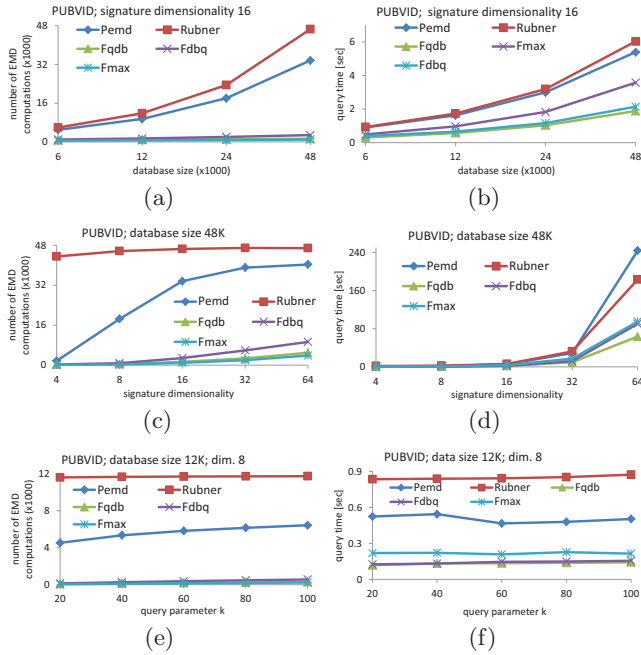 PUBVID; signature dimensionality 16
number of EMD
computations (x1000)
48
32
16
0
Pemd
Rubner
Fqdb
Fdbq
Fmax
6
12
24
48
database size (x1000)
(a)
PUBVID; signature dimensionality 16
query time [sec]
6
4
2
0
Pemd
Rubner
Fqdb
Fmax
Fdbq
6
12
24
48
database size (x1000)
(b)
PUBVID; database size 48K
number of EMD
computations (x1000)
48
32
16
0
Pemd
Rubner
Fqdb
Fdbq
Fmax
4
8
16
32
64
signature dimensionality
(c)
PUBVID; database size 48K
query time [sec]
240
160
80
0
Pemd
Rubner
Fqdb
Fdbq
Fmax
4
8
16
32
64
signature dimensionality
(d)
PUBVID; database size 12K; dim. 8
number of EMD
computations (x1000)
12
8
4
0
Pemd
Rubner
Fqdb
Fdbq
Fmax
20
40
60
80
100
query parameter k
(e)
PUBVID; data size 12K; dim. 8
query time [sec]
0.9
0.6
0.3
0
Pemd
Rubner
Fqdb
Fdbq
Fmax
20
40
60
80
100
query parameter k
(f)